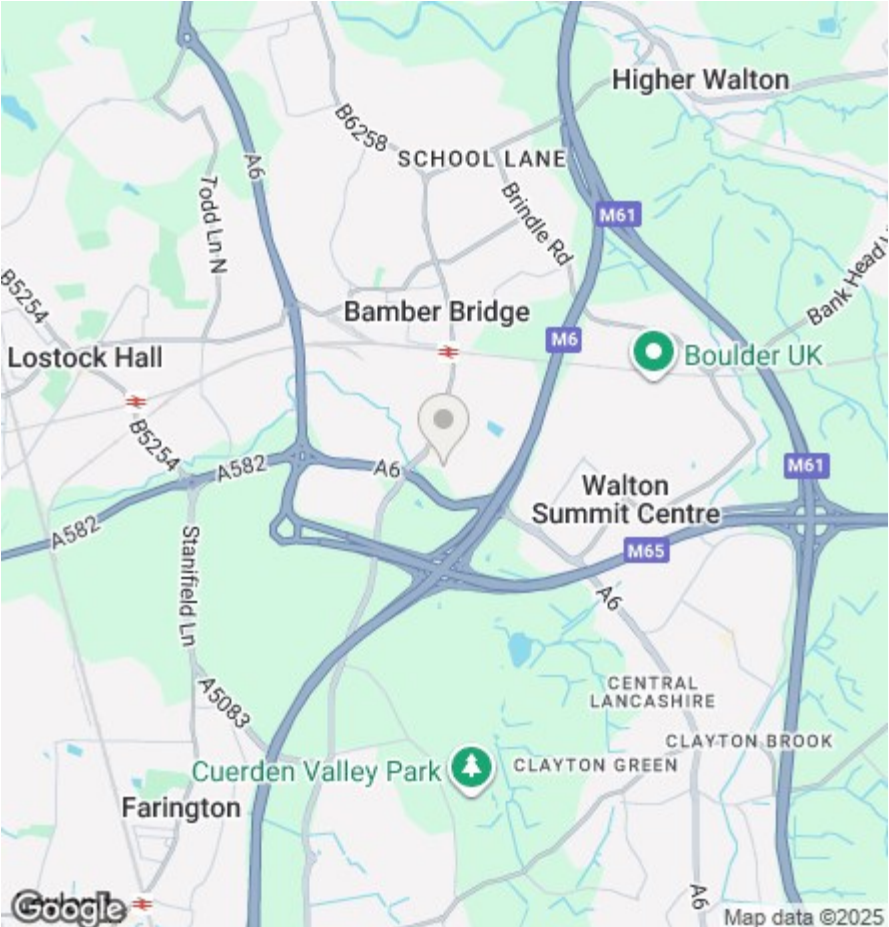 Higher Walton
B6258
SCHOOL LANE
A6
Todd Ln N
Brindle Rd
M61
B5254
Bank Head
Bamber Bridge
M6
Lostock Hall
Boulder UK
B5254
A582
A6
M61
Walton
Summit Centre
A582
M65
Stanifield Ln
A6
A5083
CENTRAL
LANCASHIRE
CLAYTON BROOK
CLAYTON GREEN
Cuerden Valley Park
Farington
A6
Google
Map data ©2025